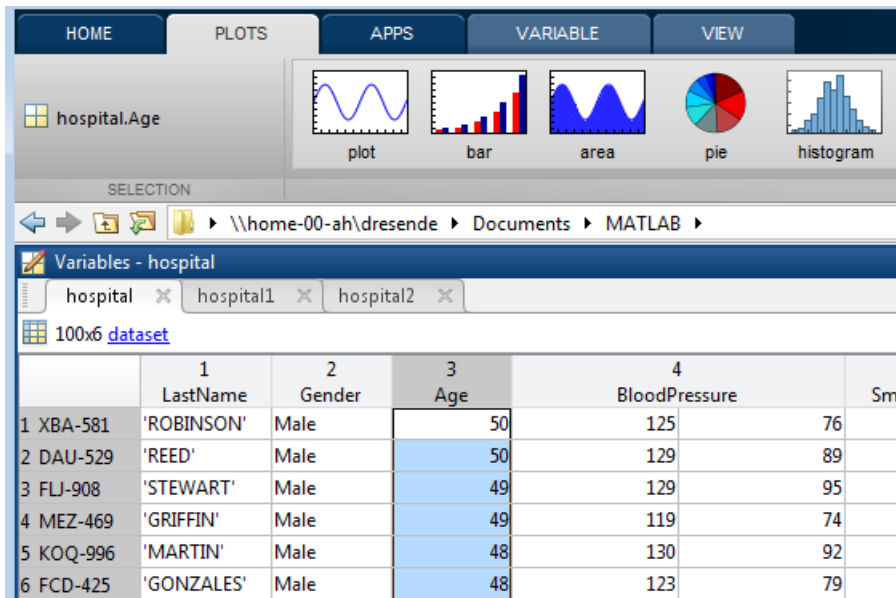 HOME PLOTS APPS VARIABLE VIEW
hospital.Age
plot bar area pie histogram
SELECTION
\\home-00-ah\dresende Documents MATLAB
Variables - hospital
hospital hospital1 hospital2
100x6 dataset
1 2 3 4
LastName Gender Age BloodPressure Sm
1 XBA-581 'ROBINSON' Male 50 125 76
2 DAU-529 'REED' Male 50 129 89
3 FLJ-908 'STEWART' Male 49 129 95
4 MEZ-469 'GRIFFIN' Male 49 119 74
5 KOQ-996 'MARTIN' Male 48 130 92
6 FCD-425 'GONZALES' Male 48 123 79